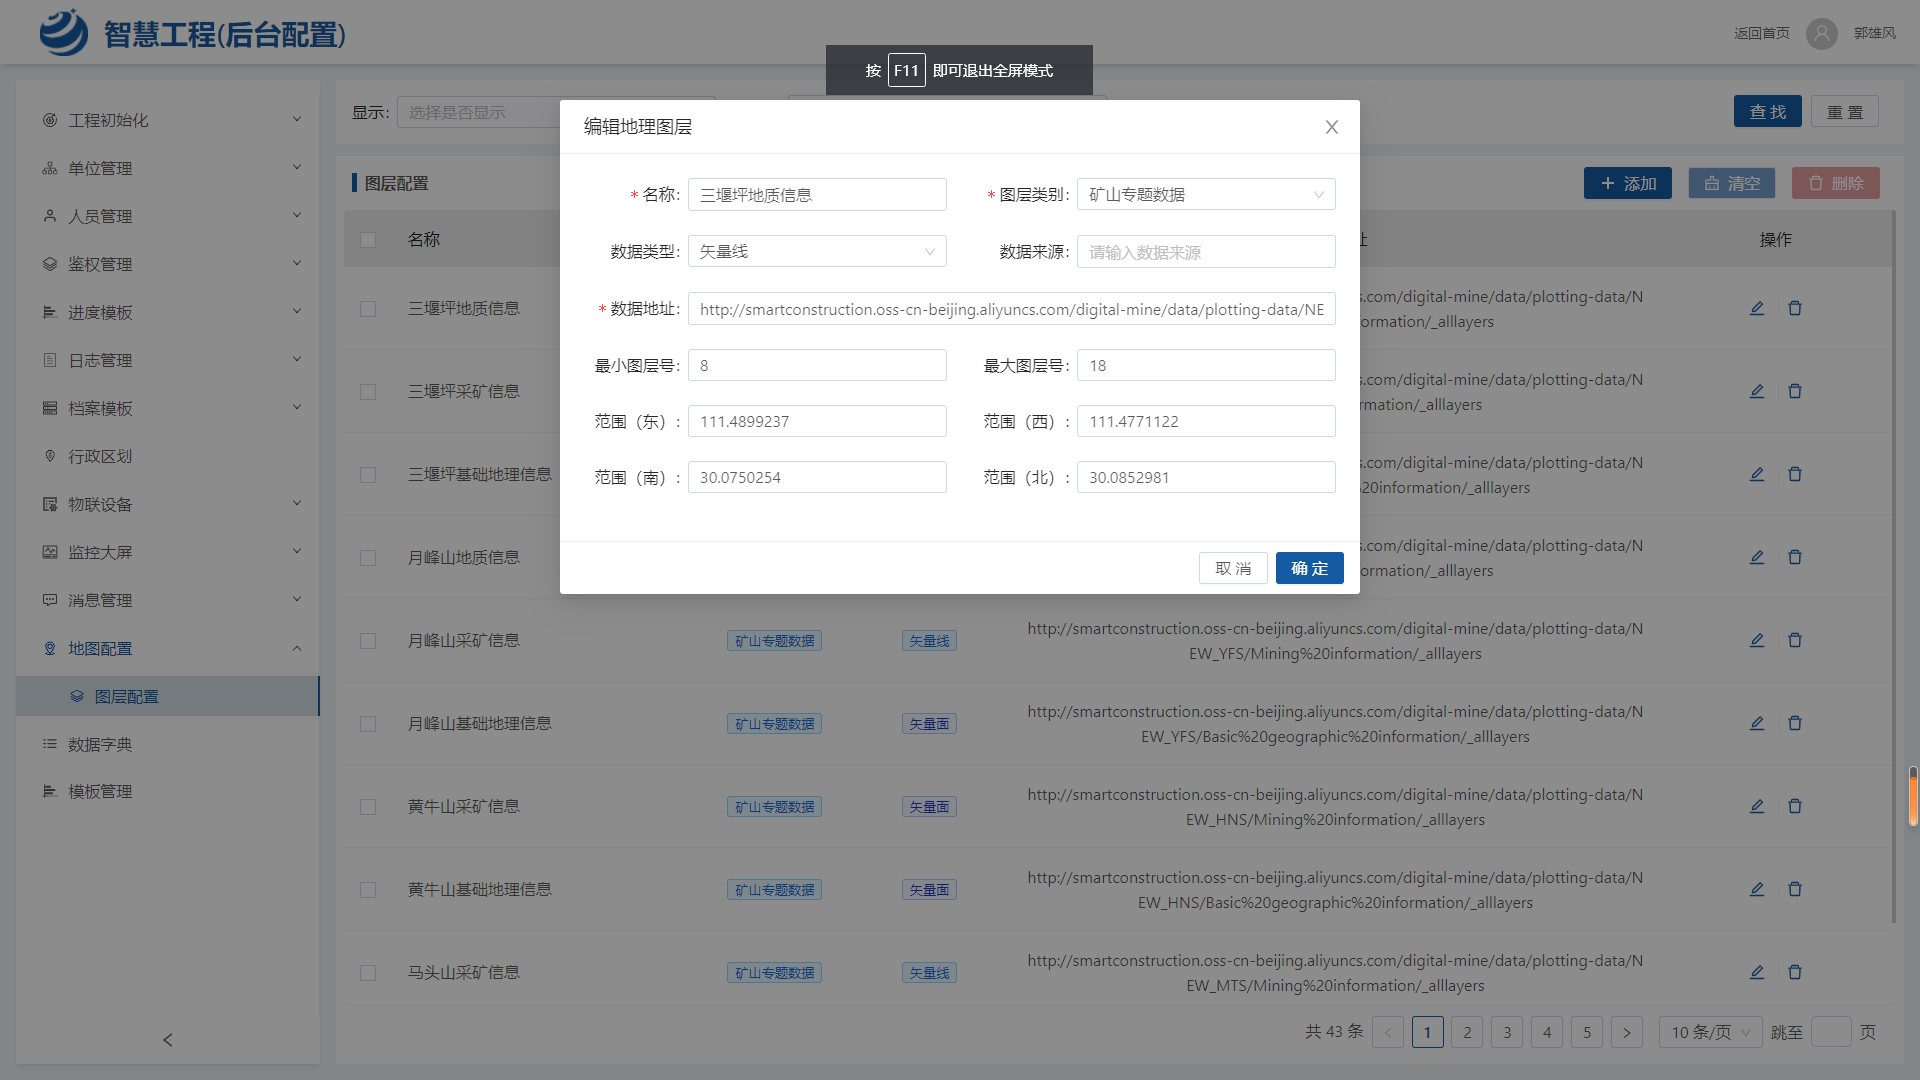 智慧工程(后台配置)
返回首页
郭雄风
按 F11 即可退出全屏模式
工程初始化
单位管理
人员管理
鉴权管理
进度模板
日志管理
档案模板
行政区划
物联设备
监控大屏
消息管理
地图配置
图层配置
数据字典
模板管理
显示:
选择是否显示
查 找
重 置
图层配置
添加
清空
删除
名称
址
操作
编辑地理图层
* 名称: 三堰坪地质信息
* 图层类别: 矿山专题数据
数据类型: 矢量线
数据来源: 请输入数据来源
* 数据地址: http://smartconstruction.oss-cn-beijing.aliyuncs.com/digital-mine/data/plotting-data/NE
最小图层号: 8
最大图层号: 18
范围（东）: 111.4899237
范围（西）: 111.4771122
范围（南）: 30.0750254
范围（北）: 30.0852981
取 消
确 定
三堰坪地质信息
s.com/digital-mine/data/plotting-data/N
formation/_alllayers
三堰坪采矿信息
s.com/digital-mine/data/plotting-data/N
mation/_alllayers
三堰坪基础地理信息
s.com/digital-mine/data/plotting-data/N
20information/_alllayers
月峰山地质信息
s.com/digital-mine/data/plotting-data/N
ormation/_alllayers
月峰山采矿信息
矿山专题数据
矢量线
http://smartconstruction.oss-cn-beijing.aliyuncs.com/digital-mine/data/plotting-data/N
EW_YFS/Mining%20information/_alllayers
月峰山基础地理信息
矿山专题数据
矢量面
http://smartconstruction.oss-cn-beijing.aliyuncs.com/digital-mine/data/plotting-data/N
EW_YFS/Basic%20geographic%20information/_alllayers
黄牛山采矿信息
矿山专题数据
矢量面
http://smartconstruction.oss-cn-beijing.aliyuncs.com/digital-mine/data/plotting-data/N
EW_HNS/Mining%20information/_alllayers
黄牛山基础地理信息
矿山专题数据
矢量面
http://smartconstruction.oss-cn-beijing.aliyuncs.com/digital-mine/data/plotting-data/N
EW_HNS/Basic%20geographic%20information/_alllayers
马头山采矿信息
矿山专题数据
矢量线
http://smartconstruction.oss-cn-beijing.aliyuncs.com/digital-mine/data/plotting-data/N
EW_MTS/Mining%20information/_alllayers
共 43 条 < 1 2 3 4 5 > 10 条/页 跳至 页